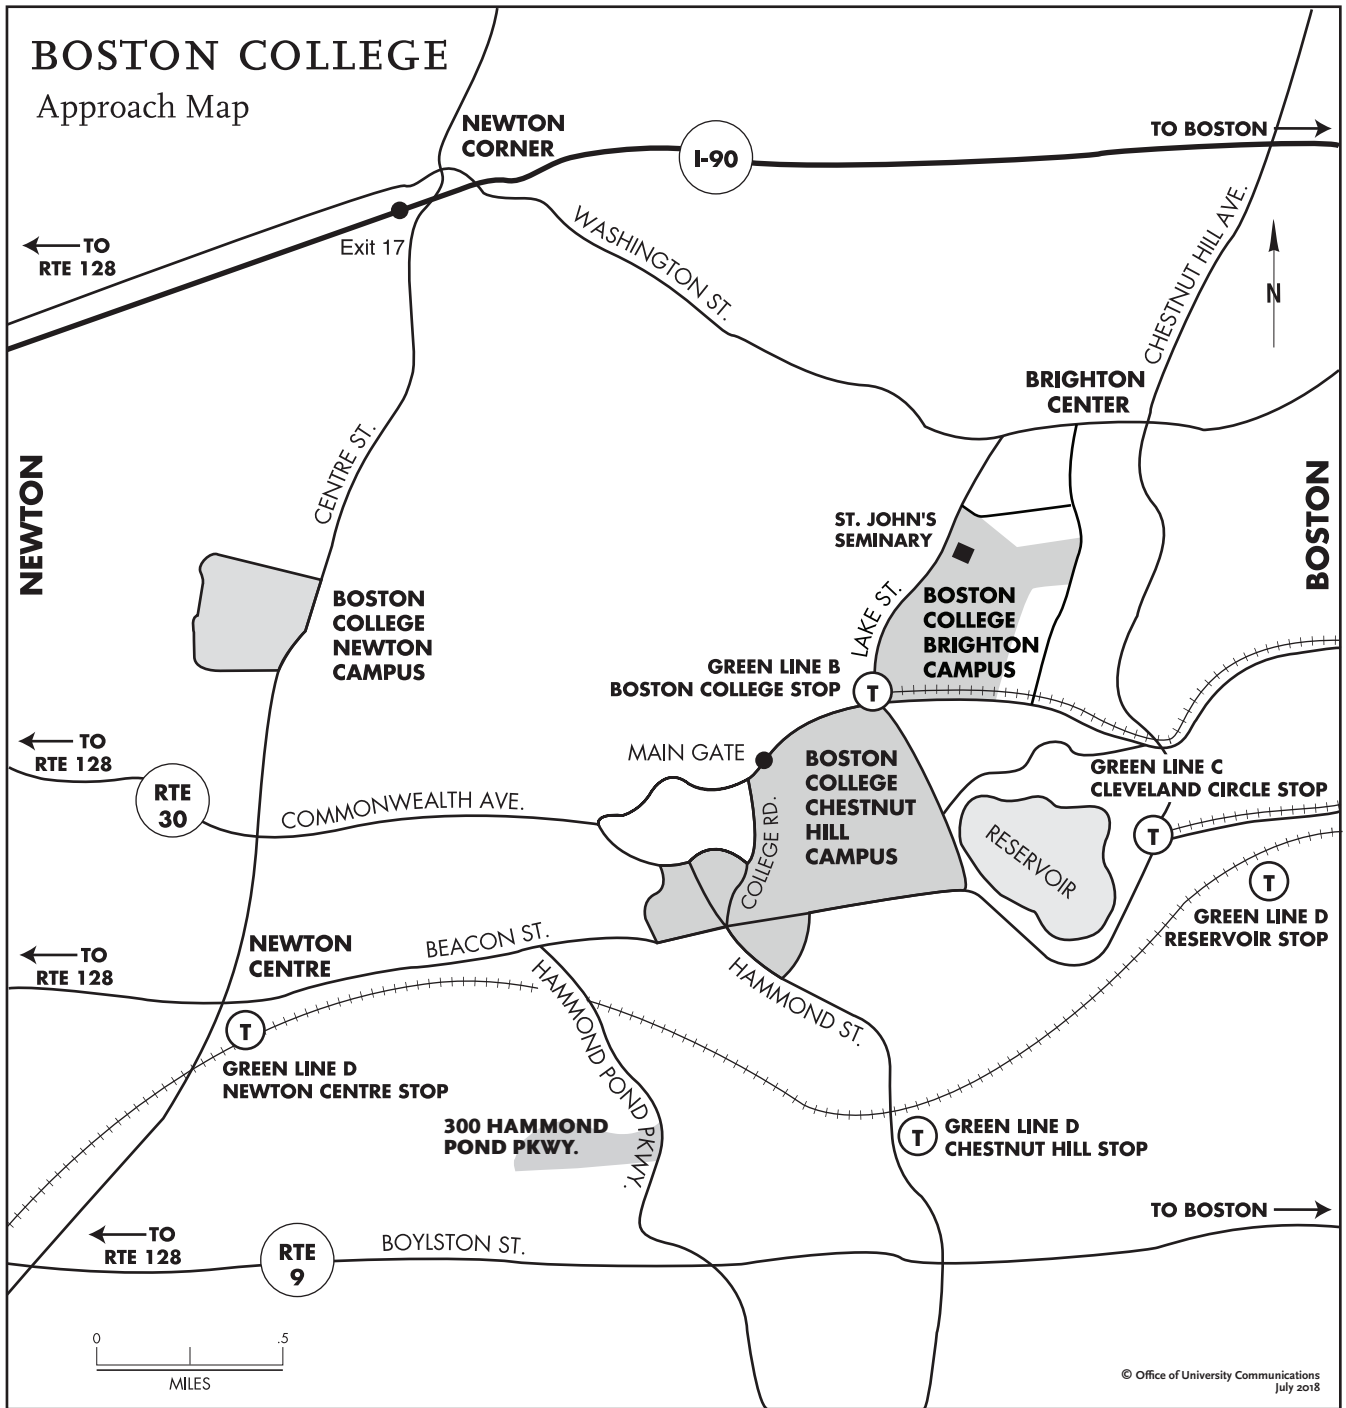 BOSTON COLLEGE
Approach Map
NEWTON
CORNER
I-90
TO BOSTON
TO
RTE 128
Exit 17
WASHINGTON ST.
CHESTNUT HILL AVE.
N
BRIGHTON
CENTER
CENTRE ST.
NEWTON
BOSTON
ST. JOHN'S
SEMINARY
BOSTON
COLLEGE
NEWTON
CAMPUS
LAKE ST.
BOSTON
COLLEGE
BRIGHTON
CAMPUS
GREEN LINE B
BOSTON COLLEGE STOP
T
TO
RTE 128
RTE
30
COMMONWEALTH AVE.
MAIN GATE
COLLEGE RD.
BOSTON
COLLEGE
CHESTNUT
HILL
CAMPUS
GREEN LINE C
CLEVELAND CIRCLE STOP
T
RESERVOIR
T
GREEN LINE D
RESERVOIR STOP
TO
RTE 128
NEWTON
CENTRE
BEACON ST.
HAMMOND POND PKWY.
HAMMOND ST.
T
GREEN LINE D
NEWTON CENTRE STOP
300 HAMMOND
POND PKWY.
T
GREEN LINE D
CHESTNUT HILL STOP
TO
RTE 128
RTE
9
BOYLSTON ST.
TO BOSTON
0 .5
MILES
© Office of University Communications
July 2018